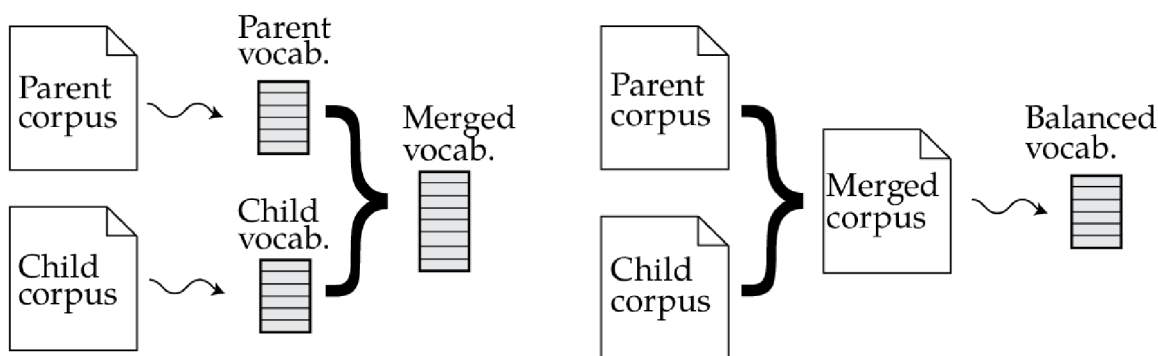 Parent
corpus
Parent
vocab.
Child
corpus
Child
vocab.
Merged
vocab.
Parent
corpus
Child
corpus
Merged
corpus
Balanced
vocab.